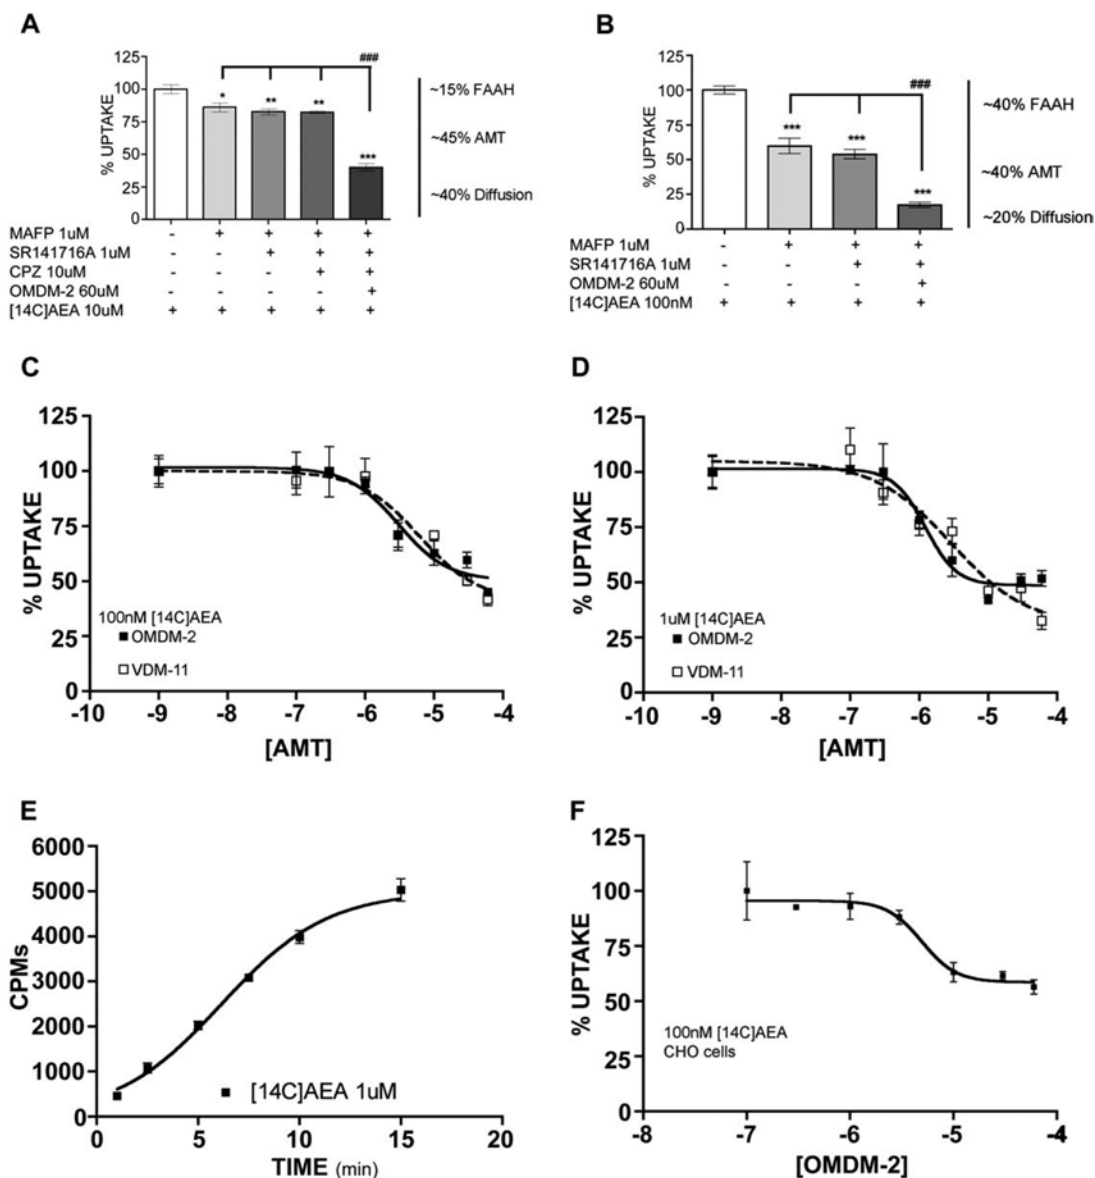 A
% UPTAKE
125
100
75
50
25
0
*
**
**
***
###
~15% FAAH
~45% AMT
~40% Diffusion
MAFP 1uM - + + + +
SR141716A 1uM - - + + +
CPZ 10uM - - - + +
OMDM-2 60uM - - - - +
[14C]AEA 10uM + + + + +
B
% UPTAKE
125
100
75
50
25
0
***
***
***
###
~40% FAAH
~40% AMT
~20% Diffusion
MAFP 1uM - + + +
SR141716A 1uM - - + +
OMDM-2 60uM - - - +
[14C]AEA 100nM + + + +
C
% UPTAKE
125
100
75
50
25
0
100nM [14C]AEA
OMDM-2
VDM-11
-10 -9 -8 -7 -6 -5 -4
[AMT]
D
% UPTAKE
125
100
75
50
25
0
1uM [14C]AEA
OMDM-2
VDM-11
-10 -9 -8 -7 -6 -5 -4
[AMT]
E
CPMs
6000
5000
4000
3000
2000
1000
0
[14C]AEA 1uM
0 5 10 15 20
TIME (min)
F
% UPTAKE
125
100
75
50
25
0
100nM [14C]AEA
CHO cells
-8 -7 -6 -5 -4
[OMDM-2]